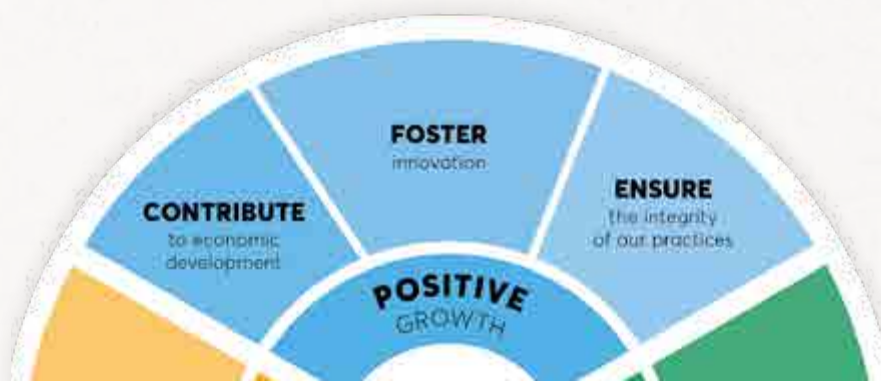 FOSTER
innovation
ENSURE
the integrity
of our practices
CONTRIBUTE
to economic
development
POSITIVE
GROWTH